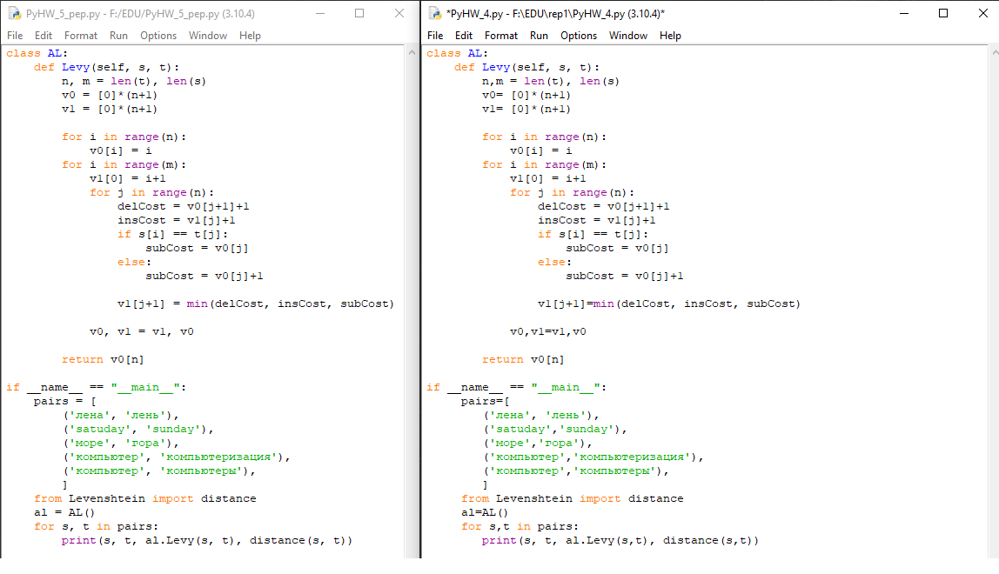 PyHW_5_pep.py - F:/EDU/PyHW_5_pep.py (3.10.4)
File Edit Format Run Options Window Help
class AL:
    def Levy(self, s, t):
        n, m = len(t), len(s)
        v0 = [0]*(n+1)
        v1 = [0]*(n+1)
        for i in range(n):
            v0[i] = i
        for i in range(m):
            v1[0] = i+1
            for j in range(n):
                delCost = v0[j+1]+1
                insCost = v1[j]+1
                if s[i] == t[j]:
                    subCost = v0[j]
                else:
                    subCost = v0[j]+1
                v1[j+1] = min(delCost, insCost, subCost)
            v0, v1 = v1, v0
        return v0[n]
if __name__ == "__main__":
    pairs = [
        ('лена', 'лень'),
        ('satuday', 'sunday'),
        ('море', 'гора'),
        ('компьютер', 'компьютеризация'),
        ('компьютер', 'компьютеры'),
        ]
    from Levenshtein import distance
    al = AL()
    for s, t in pairs:
        print(s, t, al.Levy(s, t), distance(s, t))
*PyHW_4.py - F:\EDU\rep1\PyHW_4.py (3.10.4)*
File Edit Format Run Options Window Help
class AL:
    def Levy(self, s, t):
        n,m = len(t), len(s)
        v0= [0]*(n+1)
        v1= [0]*(n+1)
        for i in range(n):
            v0[i] = i
        for i in range(m):
            v1[0] = i+1
            for j in range(n):
                delCost = v0[j+1]+1
                insCost = v1[j]+1
                if s[i] == t[j]:
                    subCost = v0[j]
                else:
                    subCost = v0[j]+1
                v1[j+1]=min(delCost, insCost, subCost)
            v0,v1=v1,v0
        return v0[n]
if __name__ == "__main__":
     pairs=[
        ('лена', 'лень'),
        ('satuday','sunday'),
        ('море','гора'),
        ('компьютер','компьютеризация'),
        ('компьютер','компьютеры'),
        ]
     from Levenshtein import distance
     al=AL()
     for s,t in pairs:
        print(s, t, al.Levy(s,t), distance(s,t))